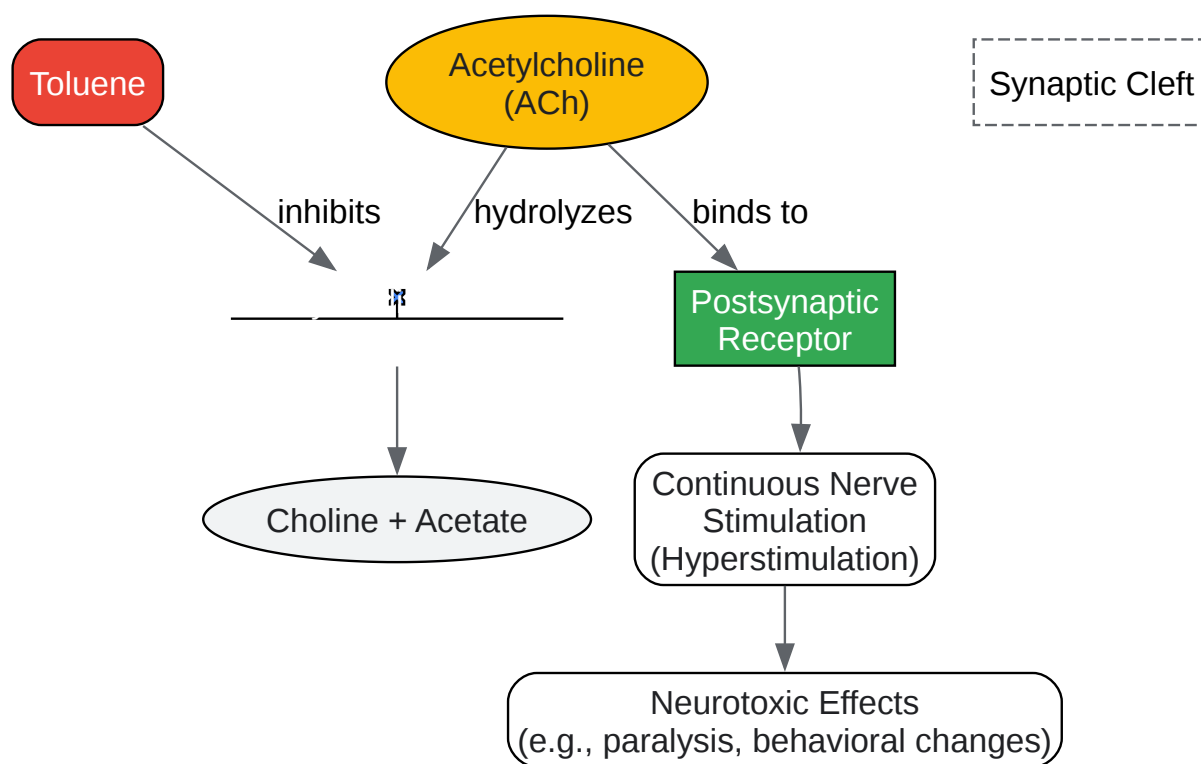 Toluene
Acetylcholine
(ACh)
Synaptic Cleft
inhibits
hydrolyzes
binds to
Postsynaptic
Receptor
Choline + Acetate
Continuous Nerve
Stimulation
(Hyperstimulation)
Neurotoxic Effects
(e.g., paralysis, behavioral changes)